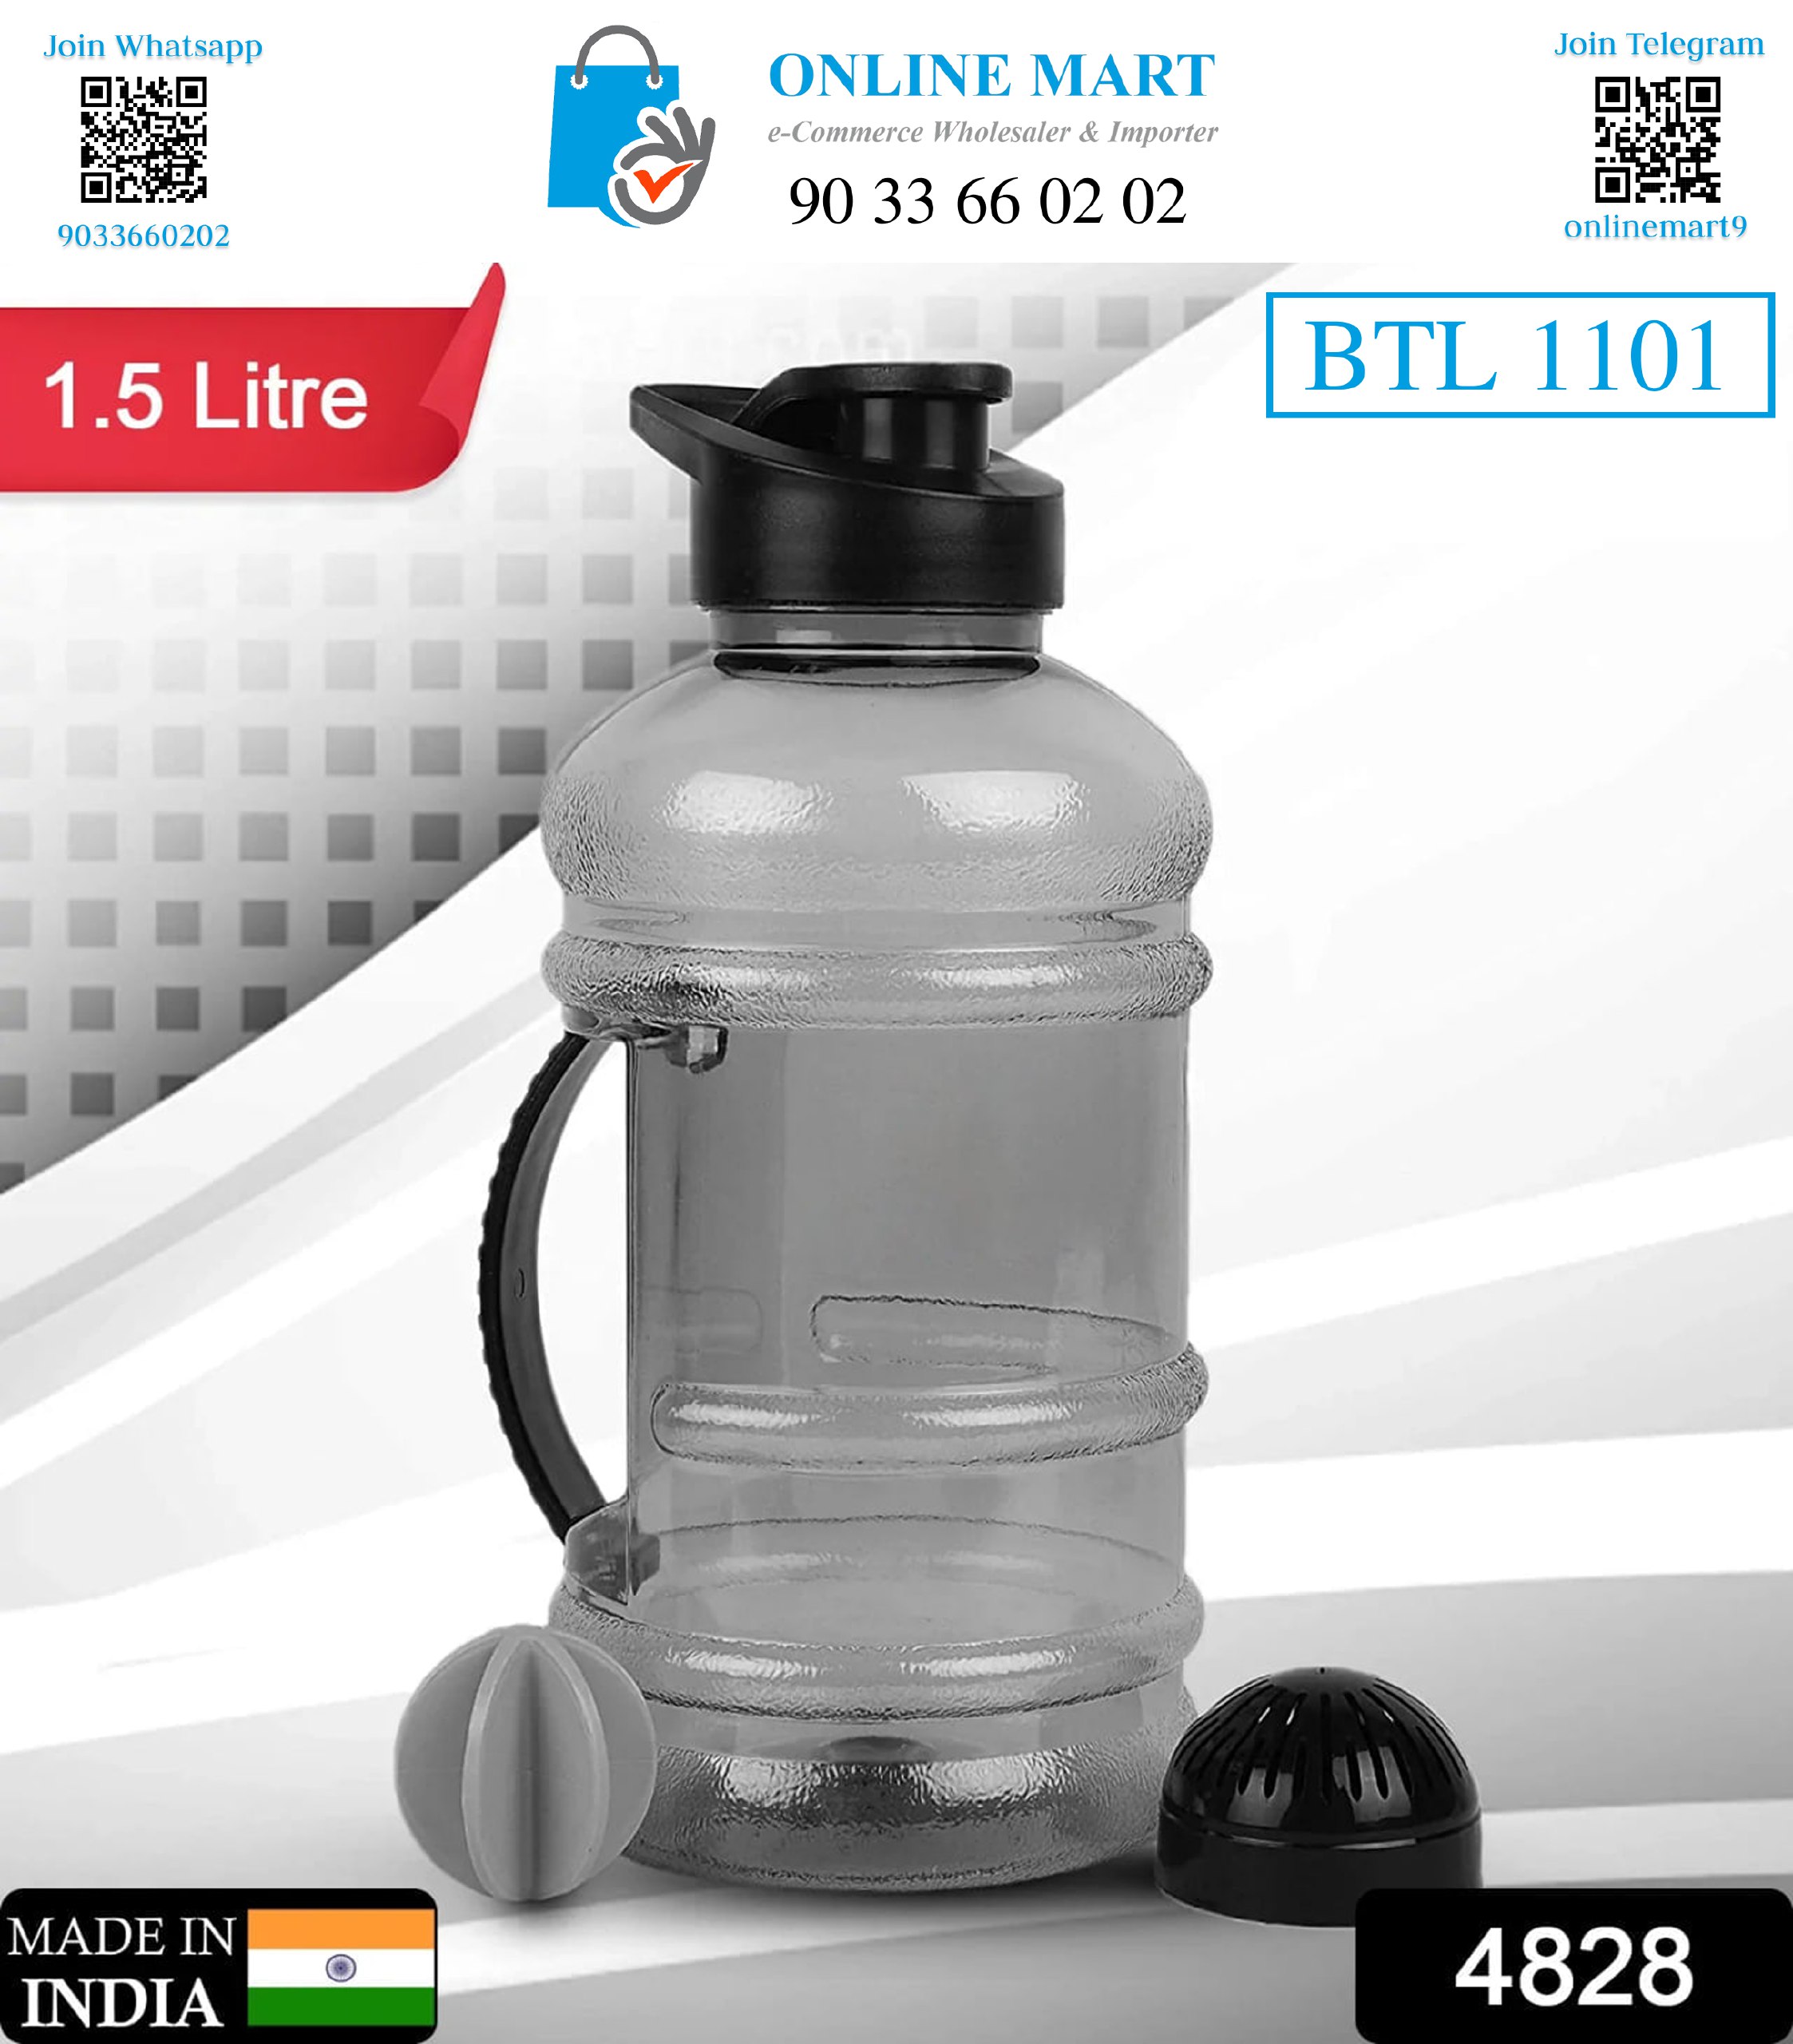 Join Whatsapp
9033660202
ONLINE MART
e-Commerce Wholesaler & Importer
90 33 66 02 02
Join Telegram
onlinemart9
1.5 Litre
BTL 1101
MADE IN
INDIA
4828